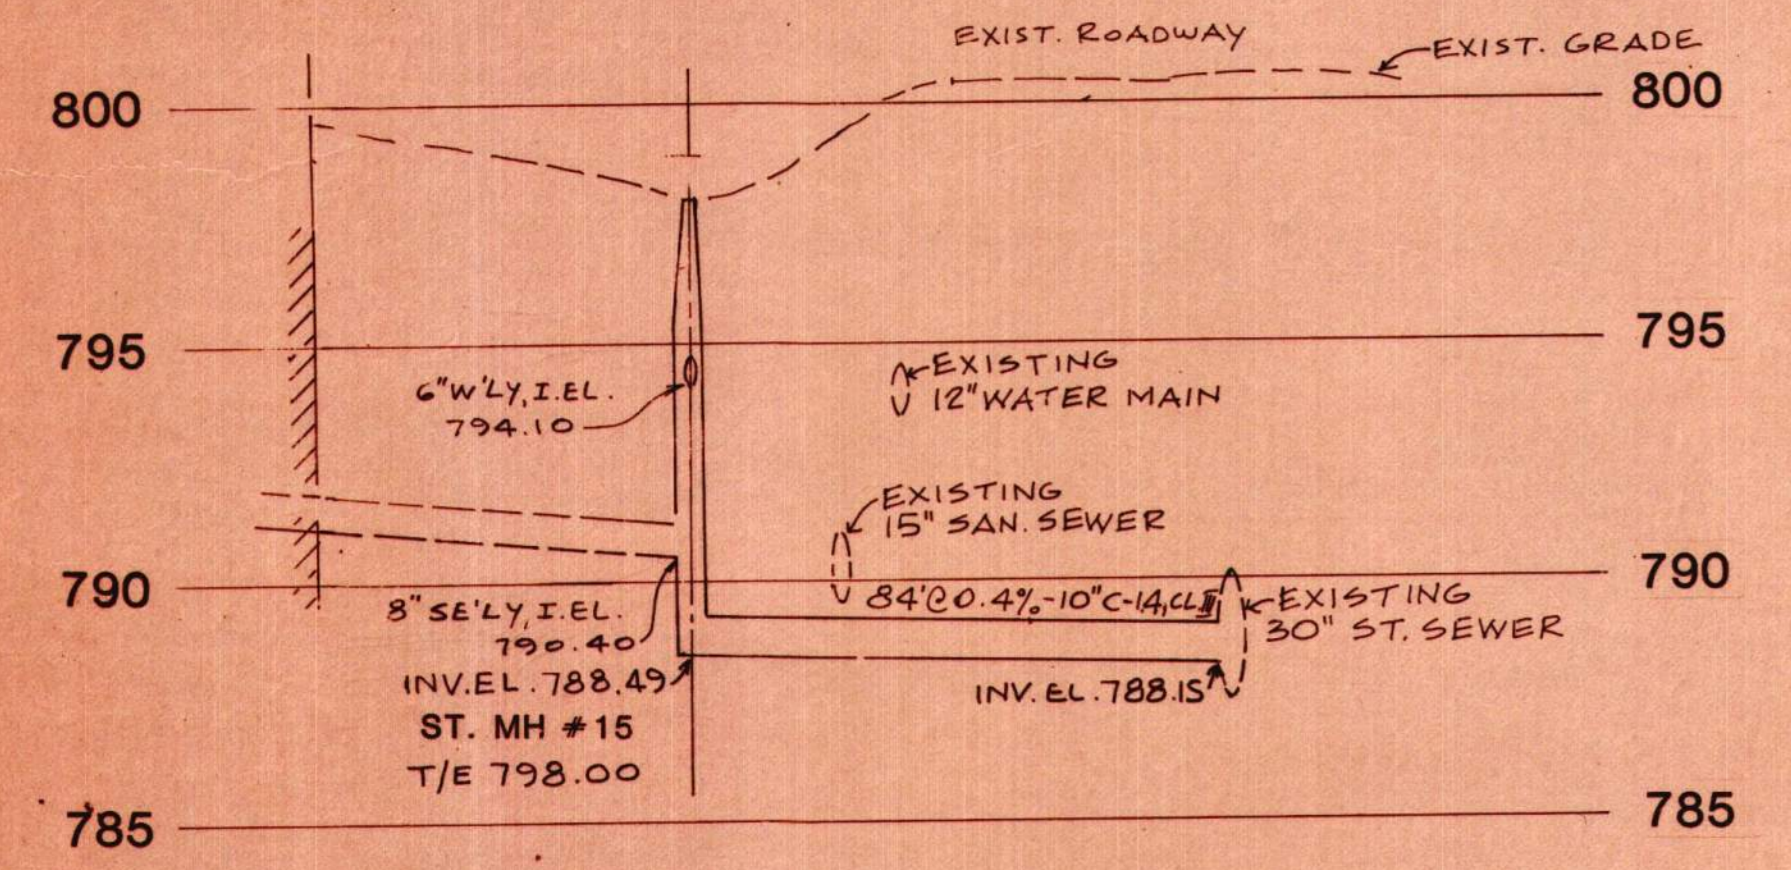 EXIST. ROADWAY
EXIST. GRADE
800
800
795
795
EXISTING
12" WATER MAIN
6" W'LY, I.EL.
794.10
EXISTING
15" SAN. SEWER
790
790
84'@0.4%-10"C-14, CL III
EXISTING
30" ST. SEWER
8" SE'LY, I.EL.
790.40
INV.EL.788.49
INV. EL.788.15
ST. MH #15
T/E 798.00
785
785